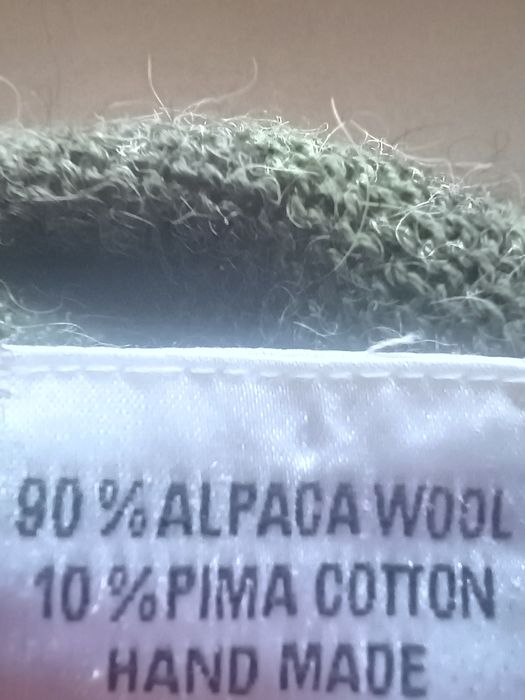 90 % ALPACA WOOL
10 % PIMA COTTON
HAND MADE